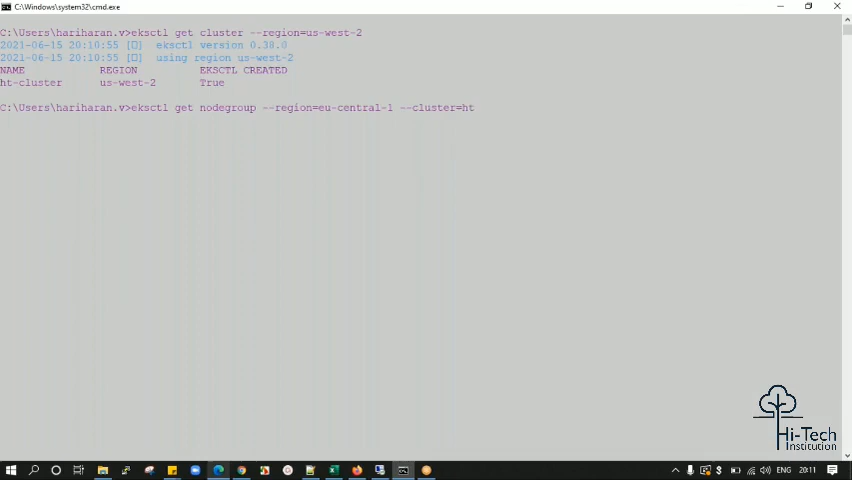 C:\Windows\system32\cmd.exe
C:\Users\hariharan.v>eksctl get cluster --region=us-west-2
2021-06-15 20:10:55 [▯]  eksctl version 0.38.0
2021-06-15 20:10:55 [▯]  using region us-west-2
NAME            REGION          EKSCTL CREATED
ht-cluster      us-west-2       True
C:\Users\hariharan.v>eksctl get nodegroup --region=eu-central-1 --cluster=ht
Hi-Tech
Institution
ENG 20:11